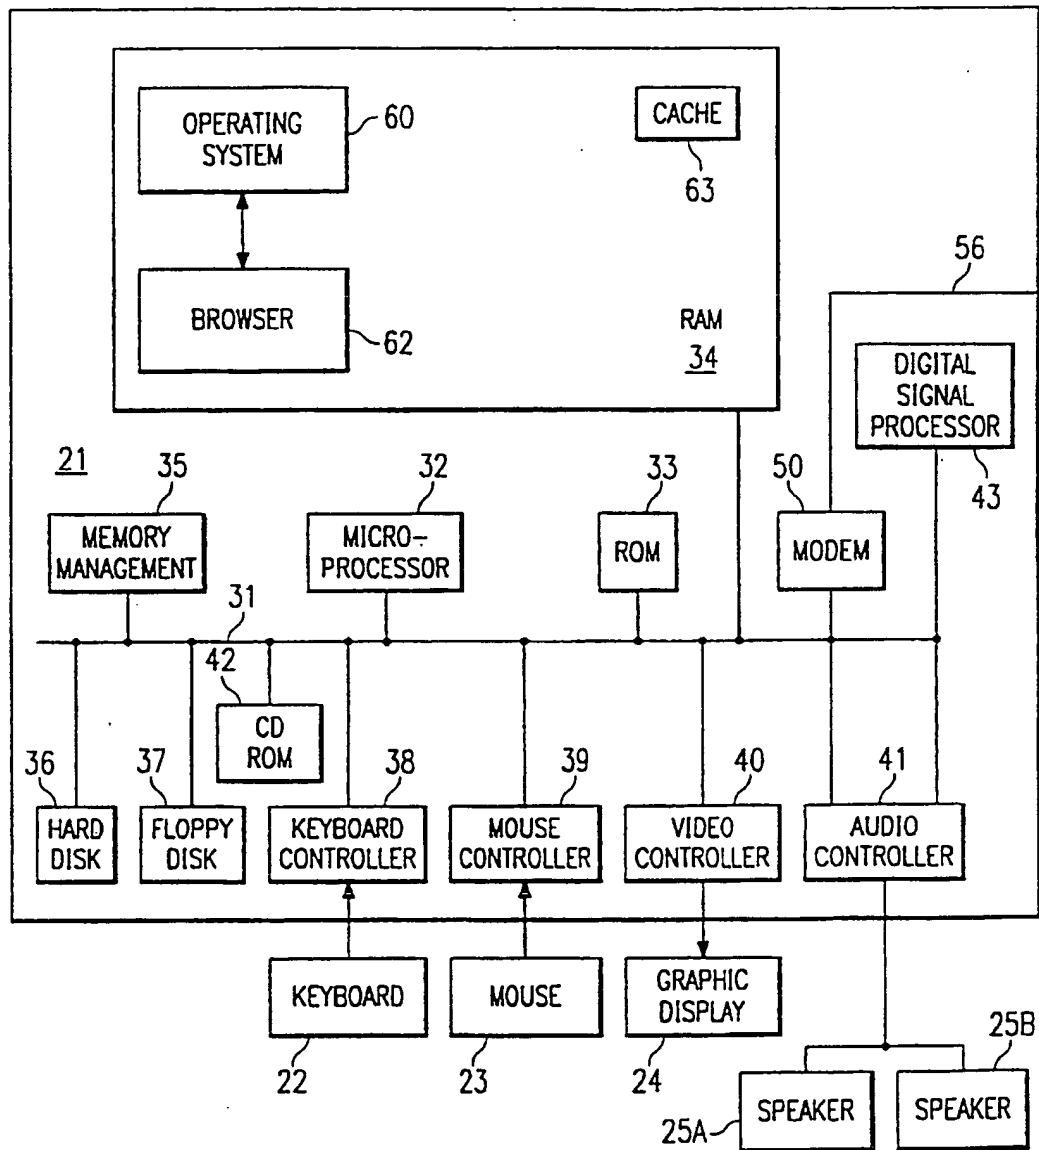 OPERATING
SYSTEM
60
CACHE
63
BROWSER
62
RAM
34
56
DIGITAL
SIGNAL
PROCESSOR
43
21
35
MEMORY
MANAGEMENT
32
MICRO-
PROCESSOR
33
ROM
50
MODEM
31
42
CD
ROM
36
HARD
DISK
37
FLOPPY
DISK
38
KEYBOARD
CONTROLLER
39
MOUSE
CONTROLLER
40
VIDEO
CONTROLLER
41
AUDIO
CONTROLLER
KEYBOARD
22
MOUSE
23
GRAPHIC
DISPLAY
24
25A
SPEAKER
25B
SPEAKER